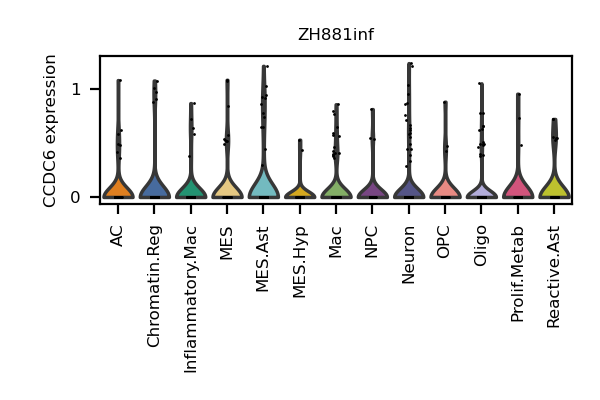 ZH881inf
CCDC6 expression
1
0
AC
Chromatin.Reg
Inflammatory.Mac
MES
MES.Ast
MES.Hyp
Mac
NPC
Neuron
OPC
Oligo
Prolif.Metab
Reactive.Ast